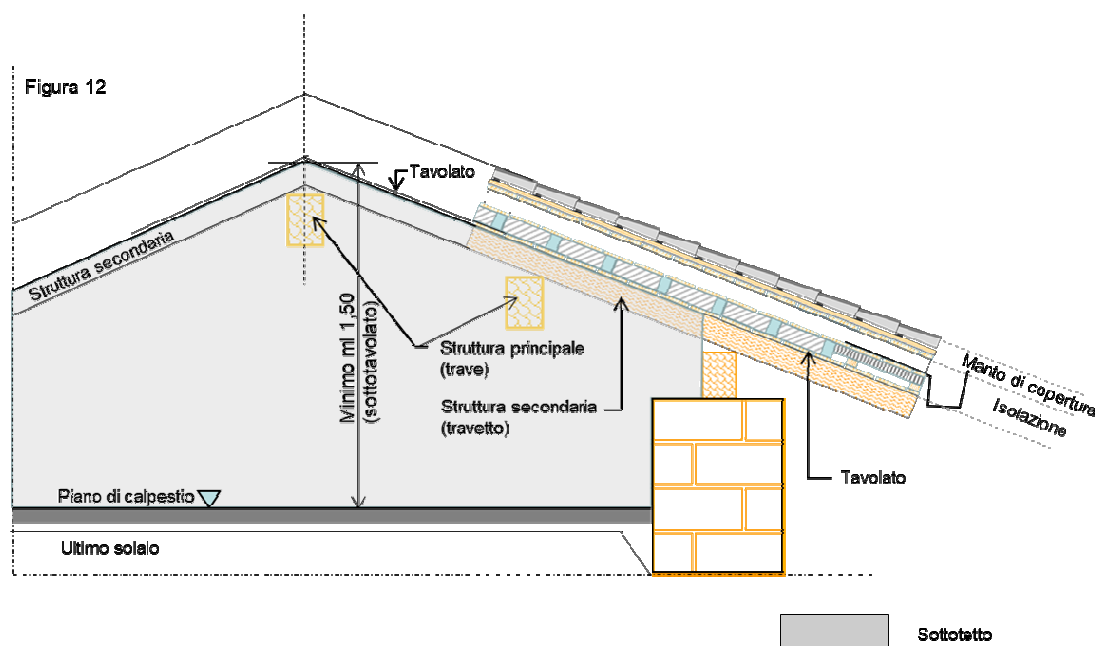 Figura 12
Tavolato
Struttura secondaria
Minimo ml 1,50
(sottotavolato)
Struttura principale
(trave)
Struttura secondaria
(travetto)
Manto di copertura
Isolazione
Tavolato
Piano di calpestio
Ultimo solaio
Sottotetto